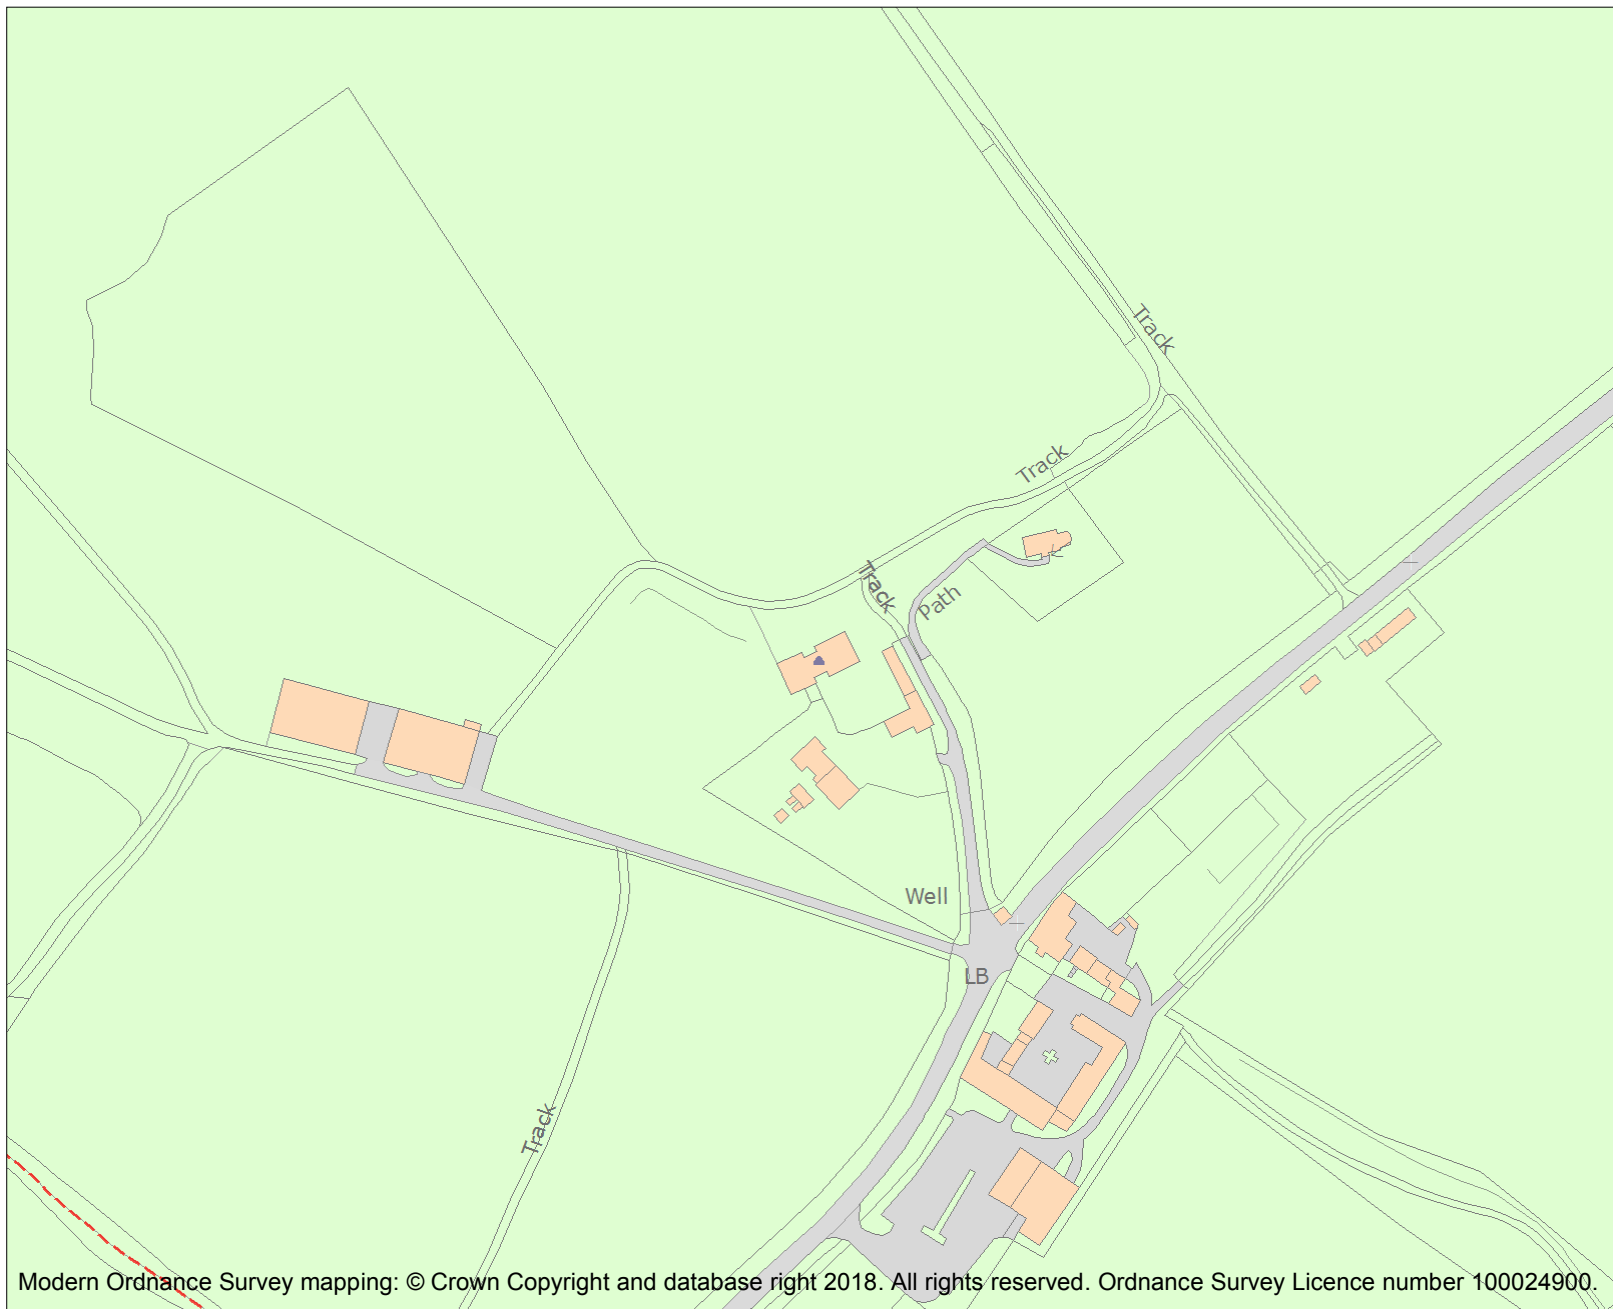 Track
Track
Track
Path
Well
LB
Track
Modern Ordnance Survey mapping: © Crown Copyright and database right 2018. All rights reserved. Ordnance Survey Licence number 100024900.